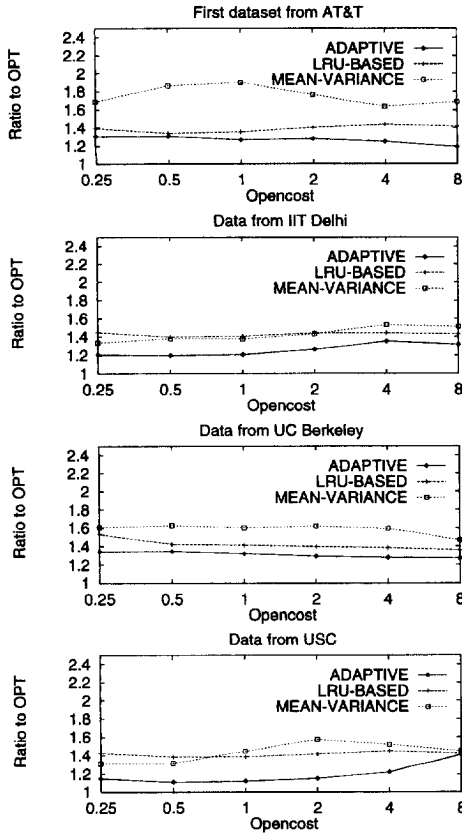 First dataset from AT&T
Ratio to OPT
2.4
2.2
2
1.8
1.6
1.4
1.2
1
ADAPTIVE
LRU-BASED
MEAN-VARIANCE
0.25 0.5 1 2 4 8
Opencost
Data from IIT Delhi
Ratio to OPT
2.4
2.2
2
1.8
1.6
1.4
1.2
1
ADAPTIVE
LRU-BASED
MEAN-VARIANCE
0.25 0.5 1 2 4 8
Opencost
Data from UC Berkeley
Ratio to OPT
2.4
2.2
2
1.8
1.6
1.4
1.2
1
ADAPTIVE
LRU-BASED
MEAN-VARIANCE
0.25 0.5 1 2 4 8
Opencost
Data from USC
Ratio to OPT
2.4
2.2
2
1.8
1.6
1.4
1.2
1
ADAPTIVE
LRU-BASED
MEAN-VARIANCE
0.25 0.5 1 2 4 8
Opencost